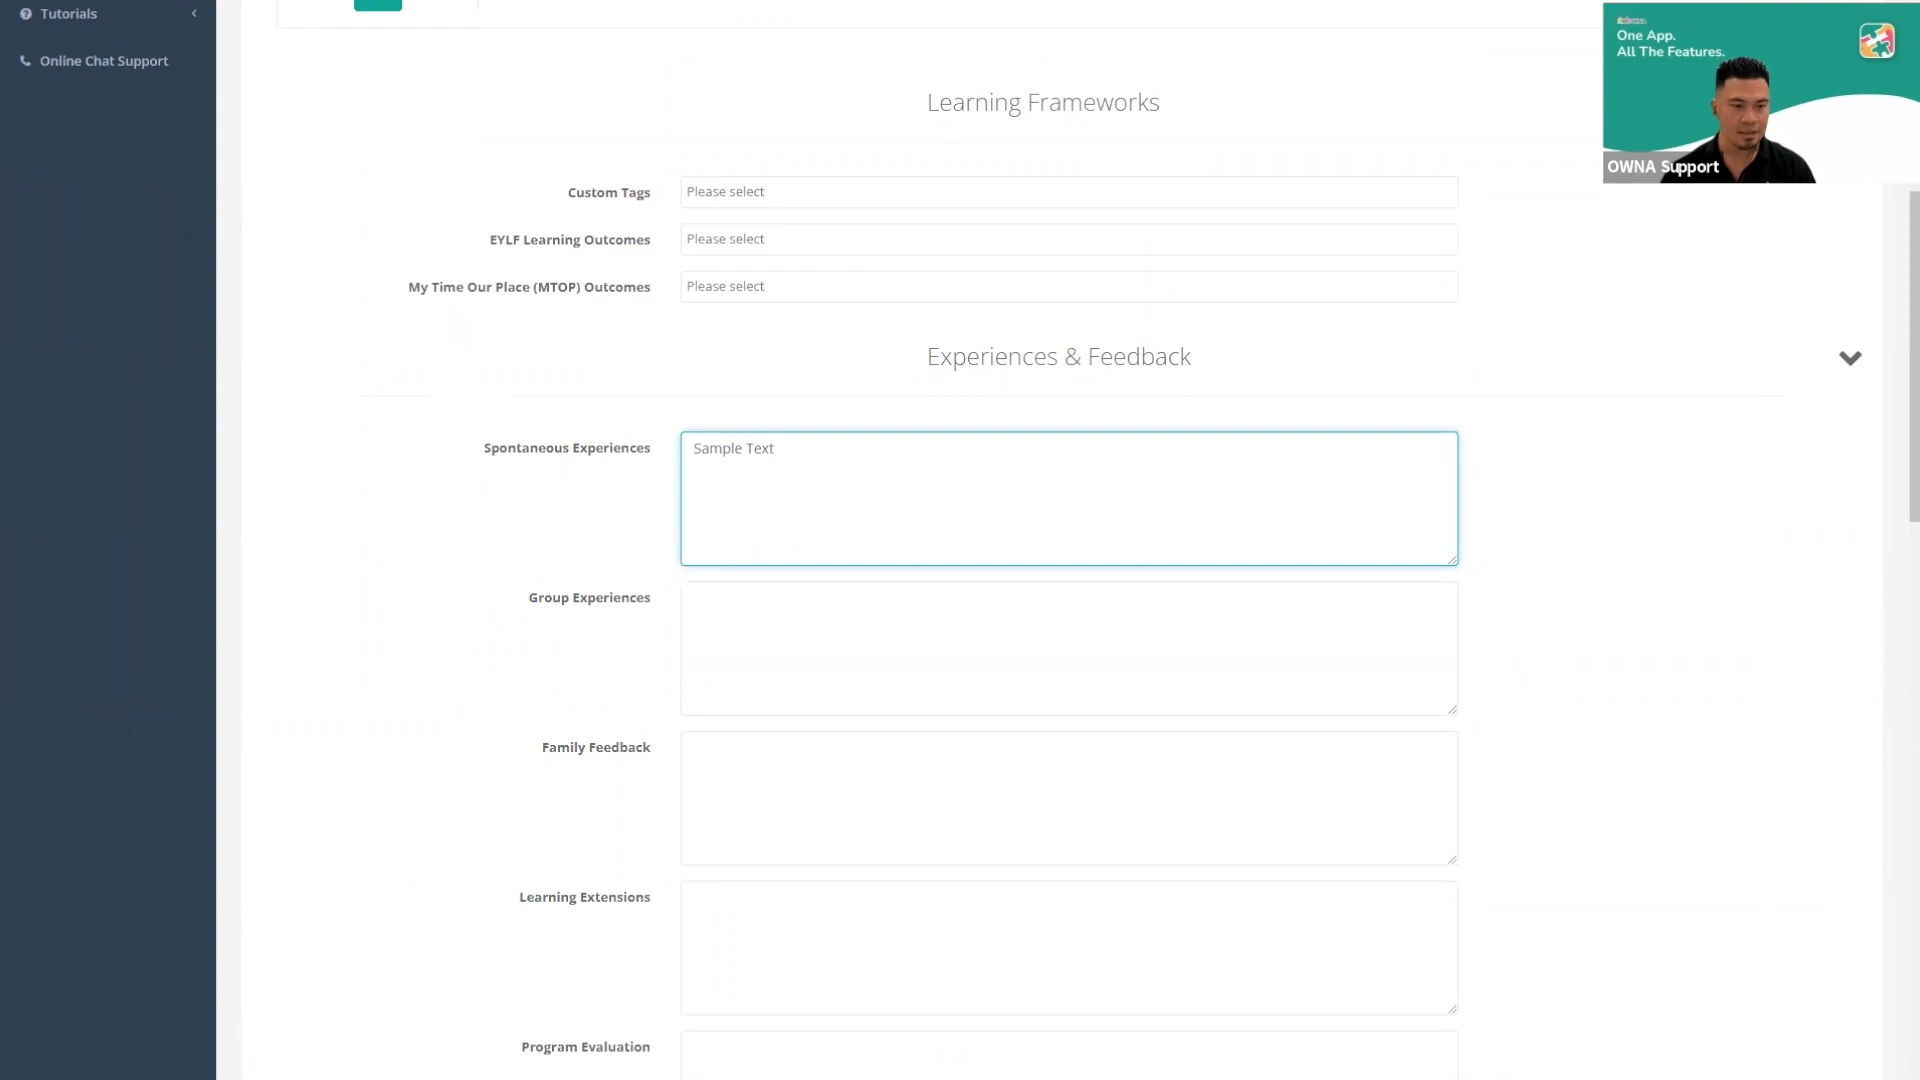 Tutorials
Online Chat Support
One App.
All The Features.
OWNA Support
Learning Frameworks
Custom Tags
Please select
EYLF Learning Outcomes
Please select
My Time Our Place (MTOP) Outcomes
Please select
Experiences & Feedback
Spontaneous Experiences
Sample Text
Group Experiences
Family Feedback
Learning Extensions
Program Evaluation